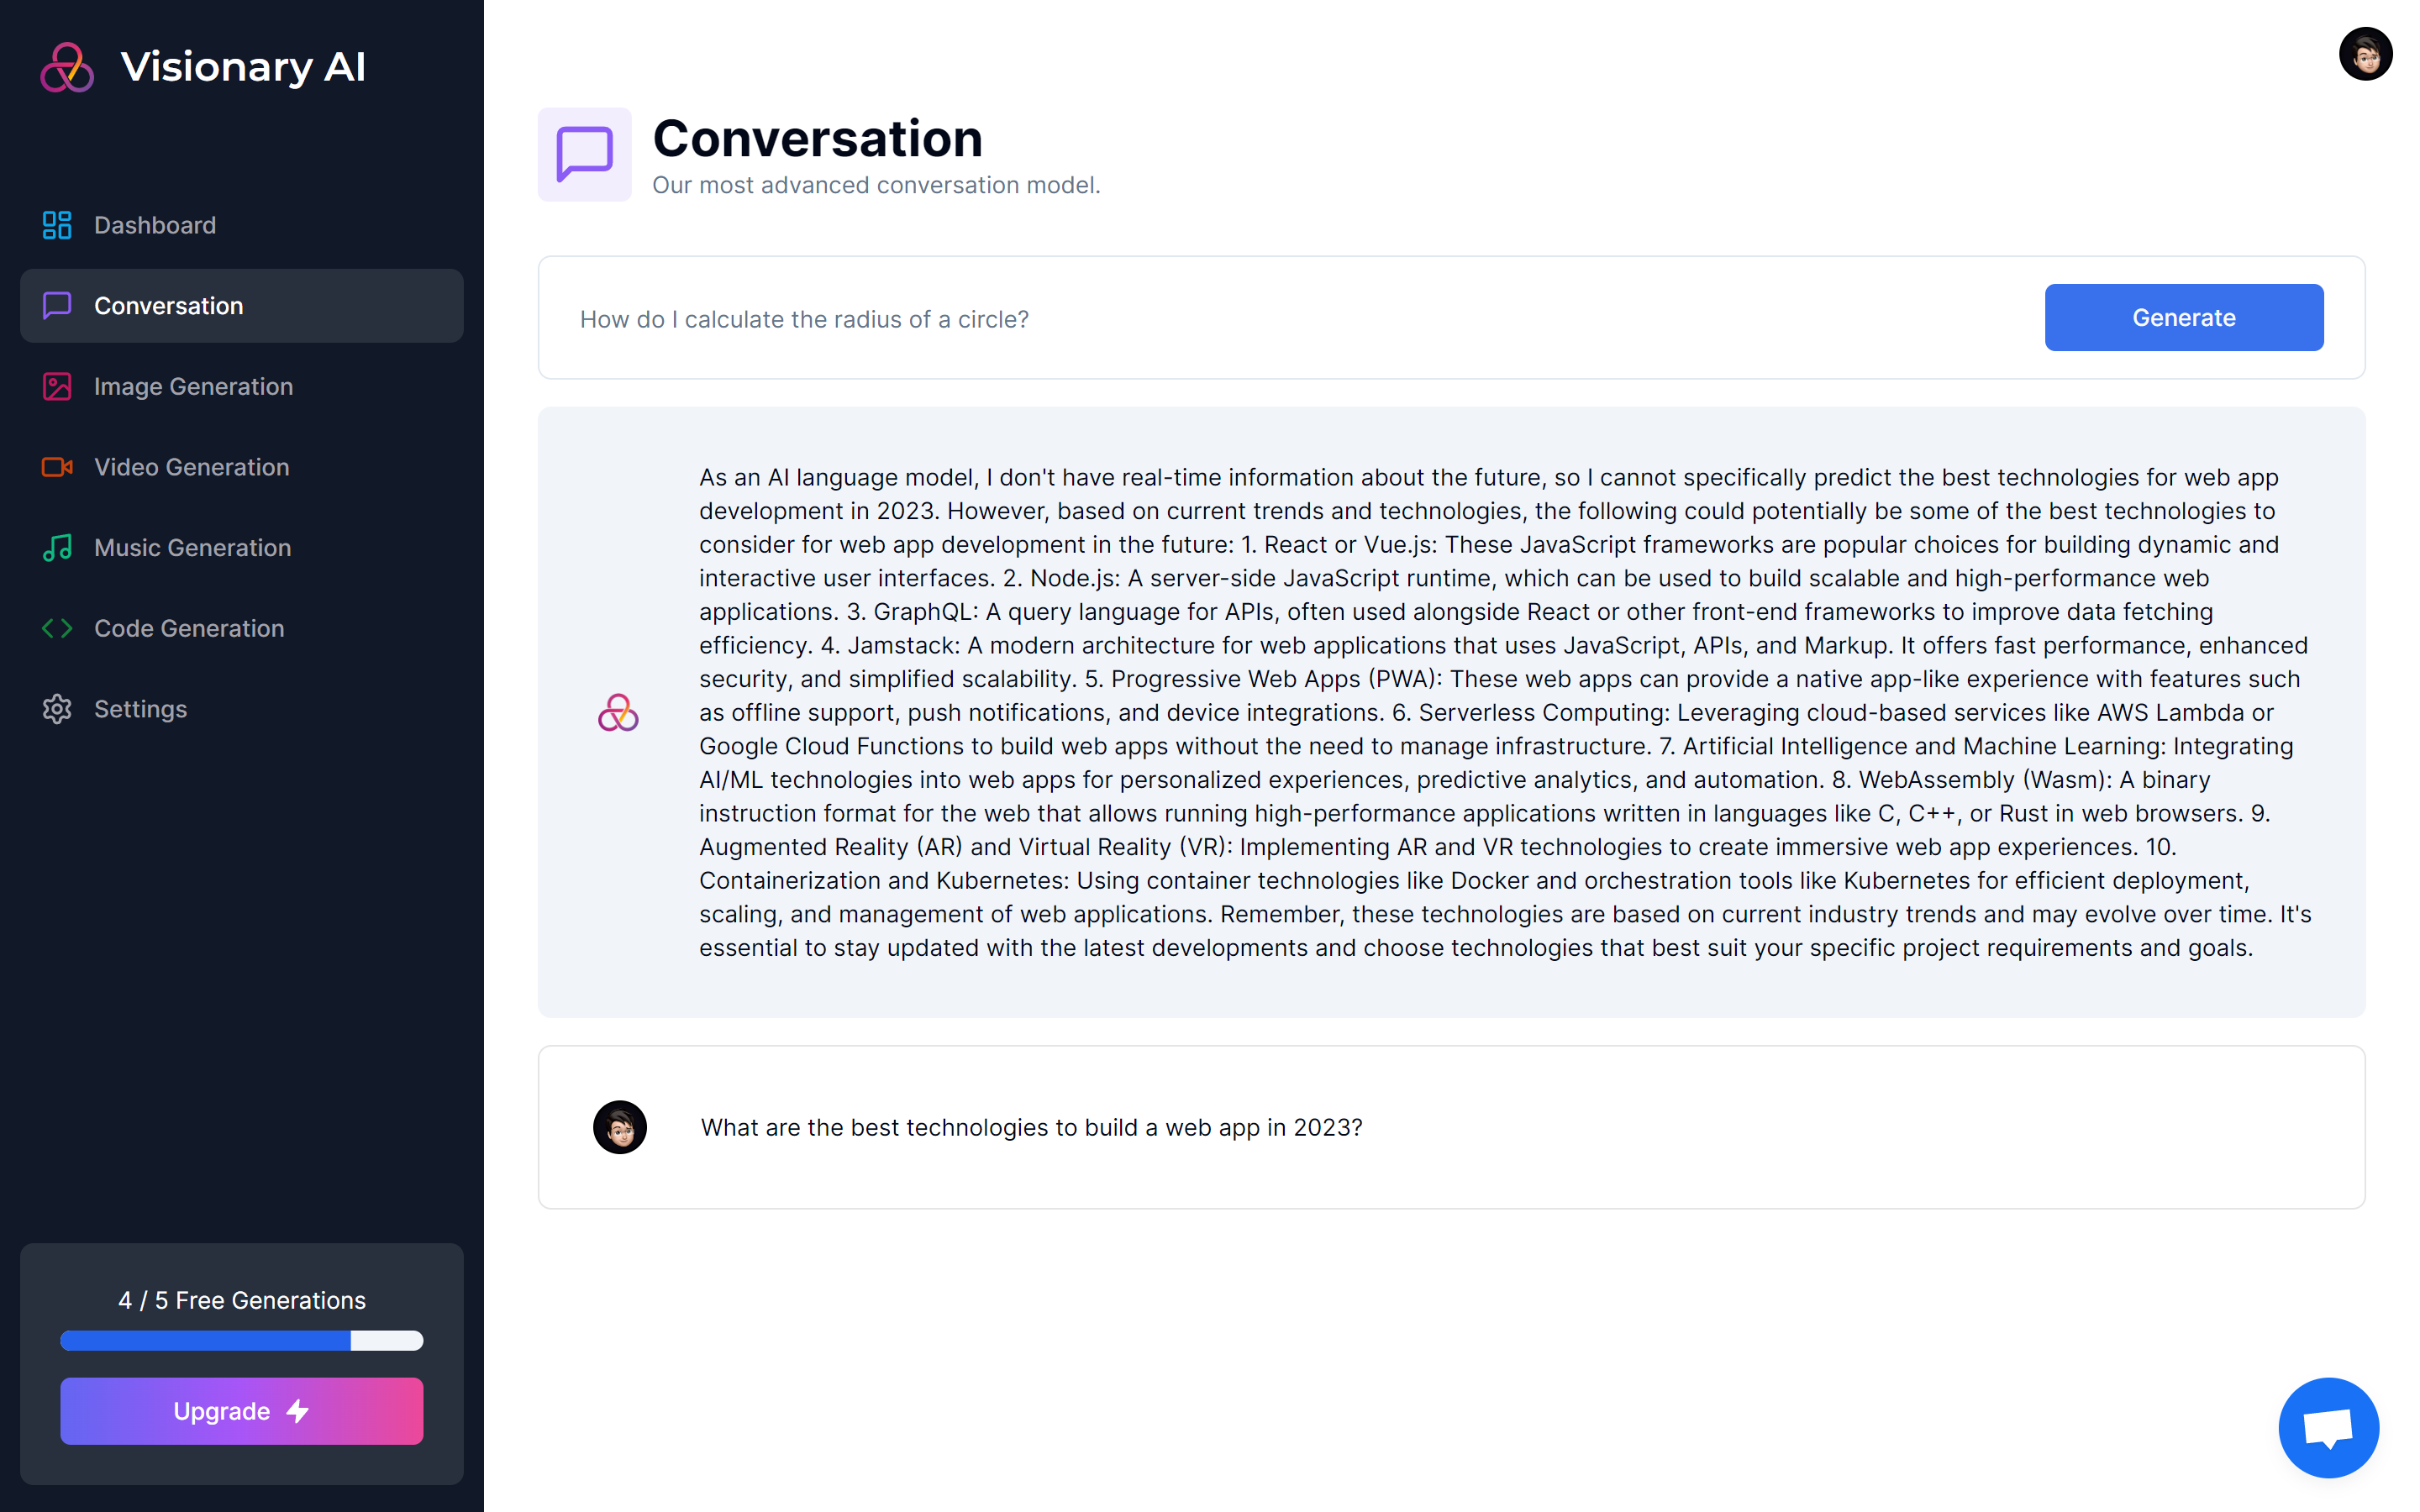 Visionary AI
Dashboard
Conversation
Image Generation
Video Generation
Music Generation
Code Generation
Settings
4 / 5 Free Generations
Upgrade
Conversation
Our most advanced conversation model.
How do I calculate the radius of a circle?
Generate
As an AI language model, I don't have real-time information about the future, so I cannot specifically predict the best technologies for web app
development in 2023. However, based on current trends and technologies, the following could potentially be some of the best technologies to
consider for web app development in the future: 1. React or Vue.js: These JavaScript frameworks are popular choices for building dynamic and
interactive user interfaces. 2. Node.js: A server-side JavaScript runtime, which can be used to build scalable and high-performance web
applications. 3. GraphQL: A query language for APIs, often used alongside React or other front-end frameworks to improve data fetching
efficiency. 4. Jamstack: A modern architecture for web applications that uses JavaScript, APIs, and Markup. It offers fast performance, enhanced
security, and simplified scalability. 5. Progressive Web Apps (PWA): These web apps can provide a native app-like experience with features such
as offline support, push notifications, and device integrations. 6. Serverless Computing: Leveraging cloud-based services like AWS Lambda or
Google Cloud Functions to build web apps without the need to manage infrastructure. 7. Artificial Intelligence and Machine Learning: Integrating
AI/ML technologies into web apps for personalized experiences, predictive analytics, and automation. 8. WebAssembly (Wasm): A binary
instruction format for the web that allows running high-performance applications written in languages like C, C++, or Rust in web browsers. 9.
Augmented Reality (AR) and Virtual Reality (VR): Implementing AR and VR technologies to create immersive web app experiences. 10.
Containerization and Kubernetes: Using container technologies like Docker and orchestration tools like Kubernetes for efficient deployment,
scaling, and management of web applications. Remember, these technologies are based on current industry trends and may evolve over time. It's
essential to stay updated with the latest developments and choose technologies that best suit your specific project requirements and goals.
What are the best technologies to build a web app in 2023?